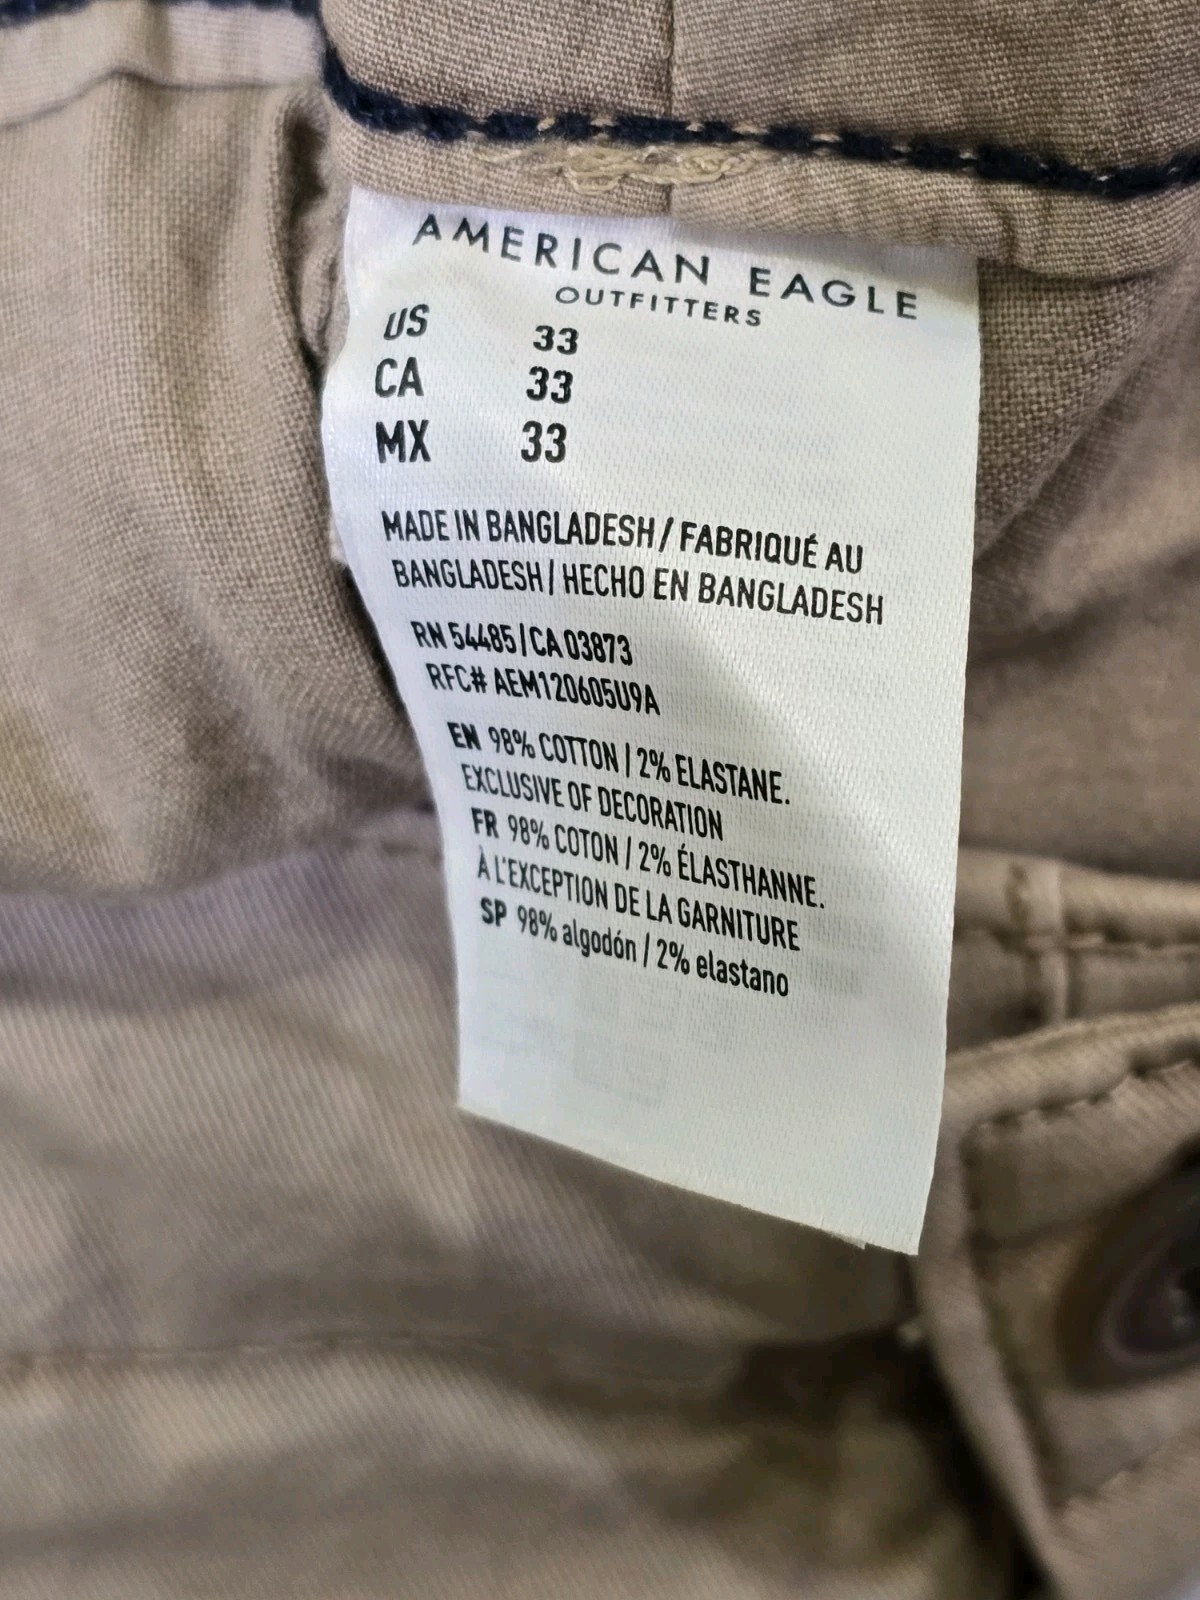 AMERICAN EAGLE
OUTFITTERS
US 33
CA 33
MX 33
MADE IN BANGLADESH / FABRIQUÉ AU
BANGLADESH / HECHO EN BANGLADESH
RN 54485 / CA 03873
RFC# AEM120605U9A
EN 98% COTTON / 2% ELASTANE.
EXCLUSIVE OF DECORATION
FR 98% COTON / 2% ÉLASTHANNE.
À L'EXCEPTION DE LA GARNITURE
SP 98% algodón / 2% elastano